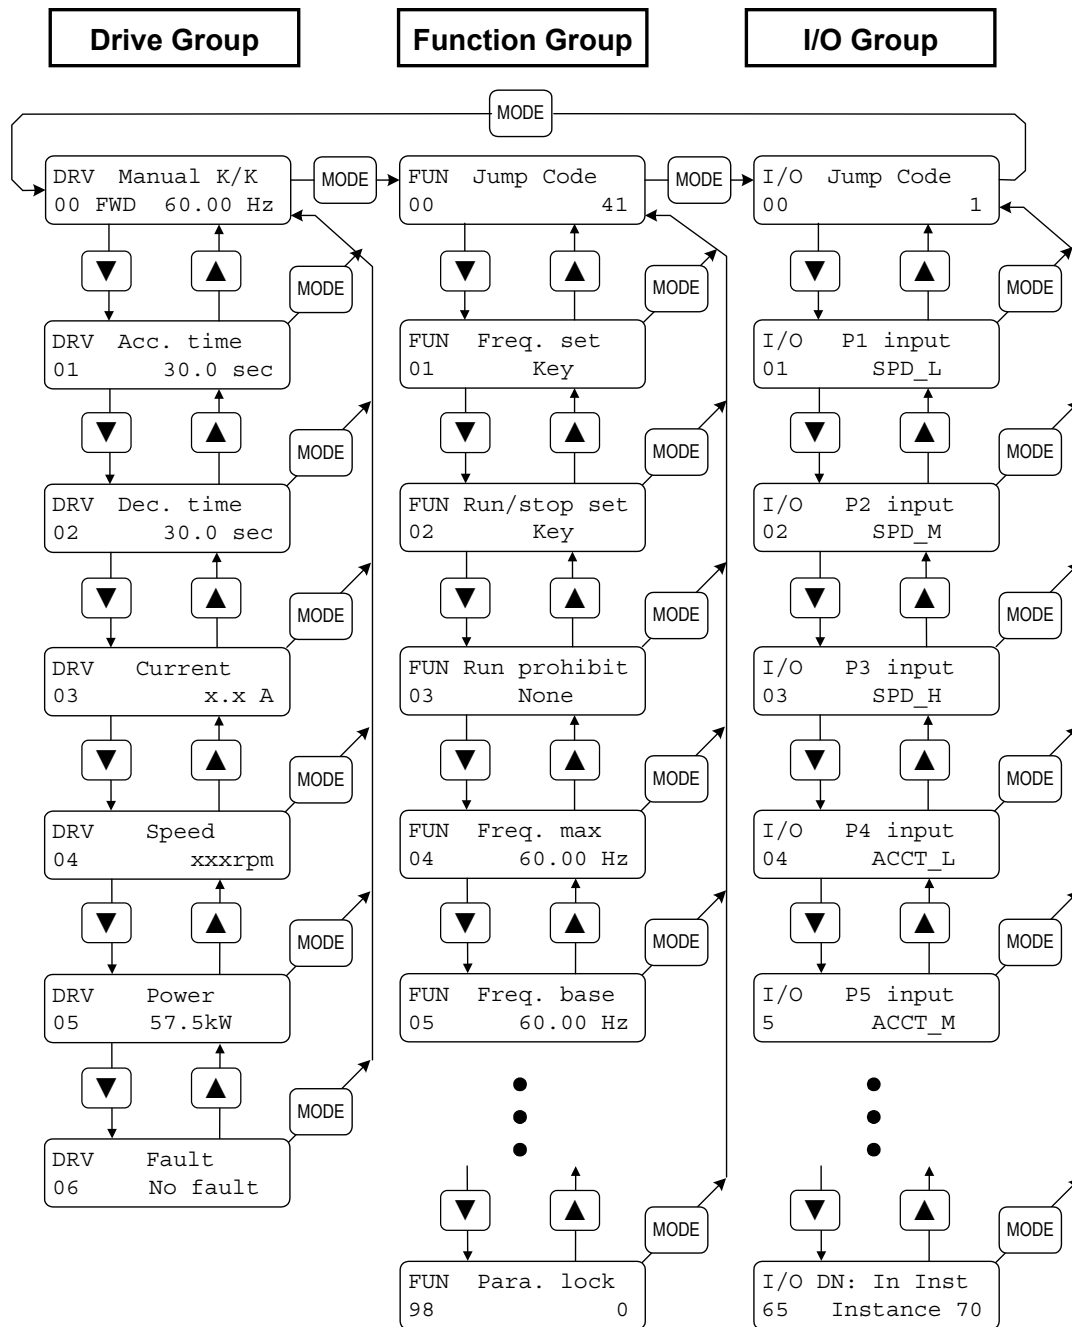 Drive Group
Function Group
I/O Group
MODE
DRV Manual K/K
00 FWD 60.00 Hz
MODE
FUN Jump Code
00 41
MODE
I/O Jump Code
00 1
▼
▲
MODE
▼
▲
MODE
▼
▲
MODE
DRV Acc. time
01 30.0 sec
FUN Freq. set
01 Key
I/O P1 input
01 SPD_L
▼
▲
MODE
▼
▲
MODE
▼
▲
MODE
DRV Dec. time
02 30.0 sec
FUN Run/stop set
02 Key
I/O P2 input
02 SPD_M
▼
▲
MODE
▼
▲
MODE
▼
▲
MODE
DRV Current
03 x.x A
FUN Run prohibit
03 None
I/O P3 input
03 SPD_H
▼
▲
MODE
▼
▲
MODE
▼
▲
MODE
DRV Speed
04 xxxrpm
FUN Freq. max
04 60.00 Hz
I/O P4 input
04 ACCT_L
▼
▲
MODE
▼
▲
MODE
▼
▲
MODE
DRV Power
05 57.5kW
FUN Freq. base
05 60.00 Hz
I/O P5 input
5 ACCT_M
▼
▲
MODE
DRV Fault
06 No fault
▼
▲
MODE
▼
▲
MODE
FUN Para. lock
98 0
I/O DN: In Inst
65 Instance 70